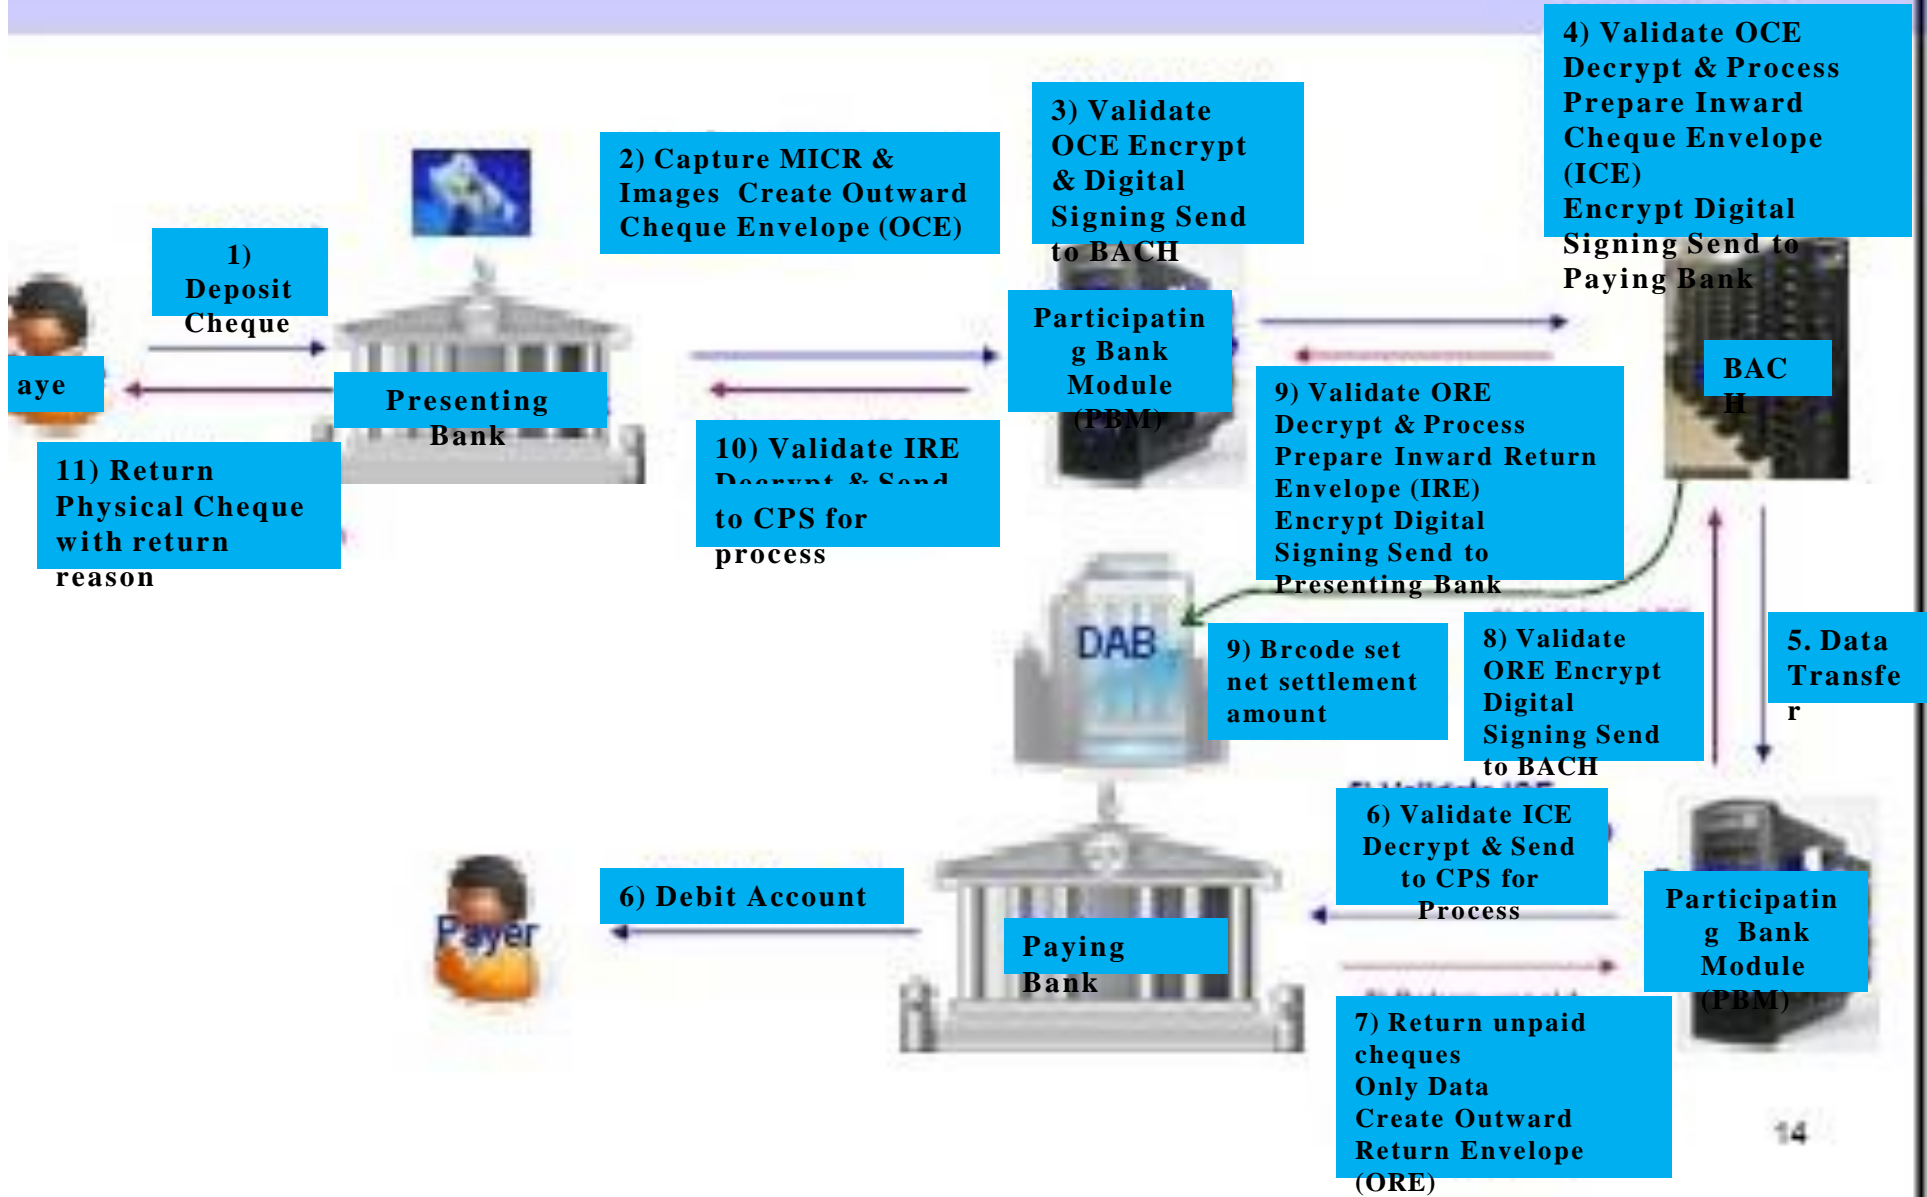 4) Validate OCE
Decrypt & Process
Prepare Inward
Cheque Envelope
(ICE)
Encrypt Digital
Signing Send to
Paying Bank
3) Validate
OCE Encrypt
& Digital
Signing Send
to BACH
2) Capture MICR &
Images Create Outward
Cheque Envelope (OCE)
1)
Deposit
Cheque
aye
Presenting
Bank
Participatin
g Bank
Module
(PBM)
BAC
H
11) Return
Physical Cheque
with return
reason
10) Validate IRE
Decrypt & Send
to CPS for
process
9) Validate ORE
Decrypt & Process
Prepare Inward Return
Envelope (IRE)
Encrypt Digital
Signing Send to
Presenting Bank
DAB
9) Brcode set
net settlement
amount
8) Validate
ORE Encrypt
Digital
Signing Send
to BACH
5. Data
Transfe
r
6) Validate ICE
Decrypt & Send
to CPS for
Process
Payer
6) Debit Account
Paying
Bank
Participatin
g Bank
Module
(PBM)
7) Return unpaid
cheques
Only Data
Create Outward
Return Envelope
(ORE)
14